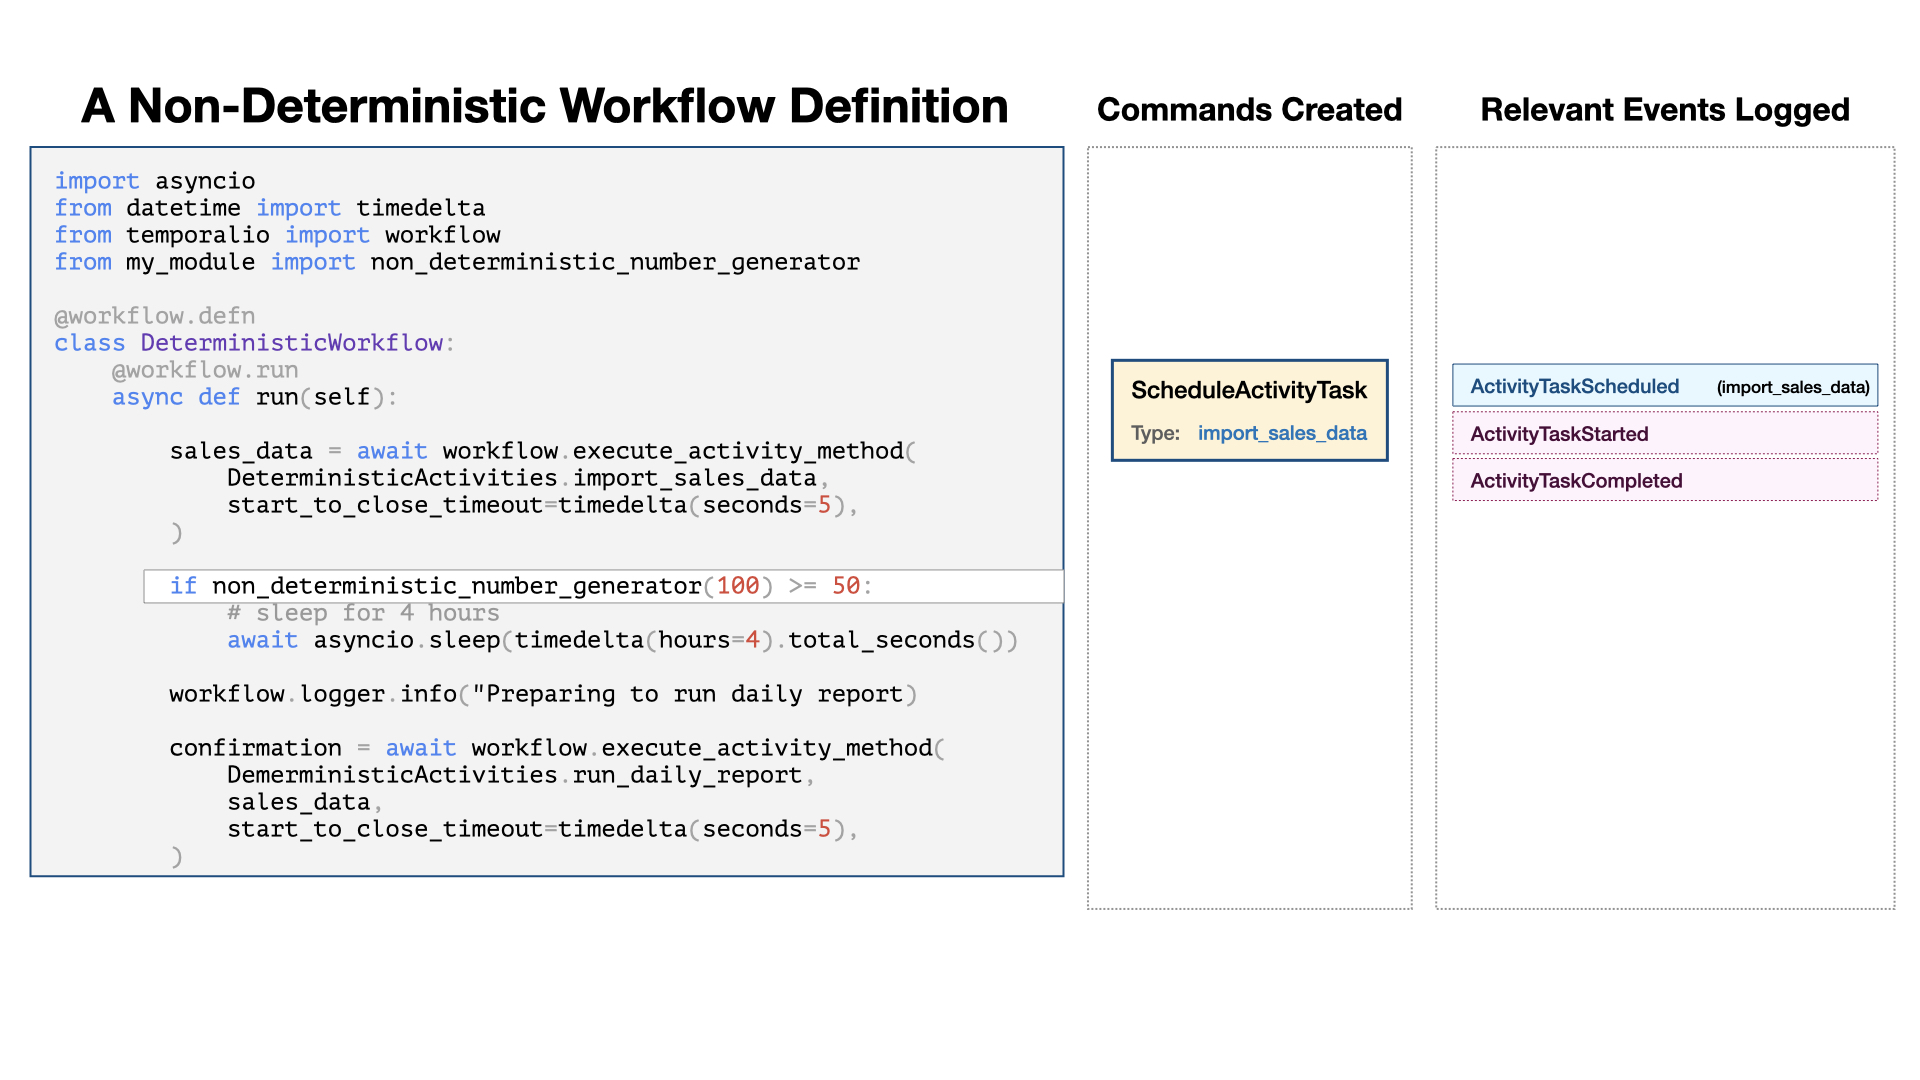 A Non-Deterministic Workflow Definition
import asyncio
from datetime import timedelta
from temporalio import workflow
from my_module import non_deterministic_number_generator
@workflow.defn
class DeterministicWorkflow:
@workflow.run
async def run(self):
sales_data = await workflow.execute_activity_method(
DeterministicActivities.import_sales_data,
start_to_close_timeout=timedelta(seconds=5),
)
if non_deterministic_number_generator(100) >= 50:
# sleep for 4 hours
await asyncio.sleep(timedelta(hours=4).total_seconds())
workflow.logger.info("Preparing to run daily report)
confirmation = await workflow.execute_activity_method(
DemerministicActivities.run_daily_report,
sales_data,
start_to_close_timeout=timedelta(seconds=5),
)
Commands Created
ScheduleActivityTask
Type: import_sales_data
Relevant Events Logged
ActivityTaskScheduled (import_sales_data)
ActivityTaskStarted
ActivityTaskCompleted